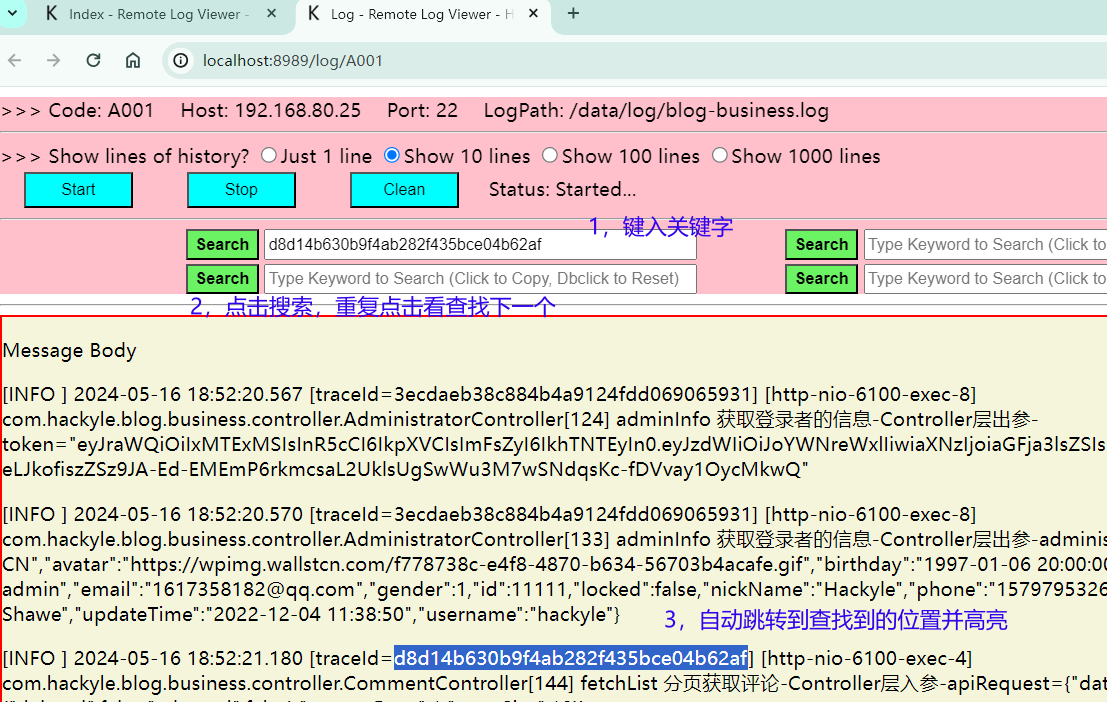 Index - Remote Log Viewer -
Log - Remote Log Viewer - H
localhost:8989/log/A001
>>> Code: A001 Host: 192.168.80.25 Port: 22 LogPath: /data/log/blog-business.log
>>> Show lines of history? Just 1 line Show 10 lines Show 100 lines Show 1000 lines
Start Stop Clean Status: Started...
1，键入关键字
Search d8d14b630b9f4ab282f435bce04b62af Search Type Keyword to Search (Click to
Search Type Keyword to Search (Click to Copy, Dbclick to Reset) Search Type Keyword to Search (Click to
2，点击搜索，重复点击看查找下一个
Message Body
[INFO ] 2024-05-16 18:52:20.567 [traceId=3ecdaeb38c884b4a9124fdd069065931] [http-nio-6100-exec-8]
com.hackyle.blog.business.controller.AdministratorController[124] adminInfo 获取登录者的信息-Controller层出参-
token="eyJraWQiOiIxMTExMSIsInR5cCI6IkpXVCIsImFsZyI6IkhTNTEyIn0.eyJzdWIiOiJoYWNreWxlIiwiaXNzIjoiaGFja3lsZSIs
eLJkofiszZSz9JA-Ed-EMEmP6rkmcsaL2UklsUgSwWu3M7wSNdqsKc-fDVvay1OycMkwQ"
[INFO ] 2024-05-16 18:52:20.570 [traceId=3ecdaeb38c884b4a9124fdd069065931] [http-nio-6100-exec-8]
com.hackyle.blog.business.controller.AdministratorController[133] adminInfo 获取登录者的信息-Controller层出参-adminis
CN","avatar":"https://wpimg.wallstcn.com/f778738c-e4f8-4870-b634-56703b4acafe.gif","birthday":"1997-01-06 20:00:00
admin","email":"1617358182@qq.com","gender":1,"id":11111,"locked":false,"nickName":"Hackyle","phone":"1579795326
Shawe","updateTime":"2022-12-04 11:38:50","username":"hackyle"}
3，自动跳转到查找到的位置并高亮
[INFO ] 2024-05-16 18:52:21.180 [traceId=d8d14b630b9f4ab282f435bce04b62af] [http-nio-6100-exec-4]
com.hackyle.blog.business.controller.CommentController[144] fetchList 分页获取评论-Controller层入参-apiRequest={"dat